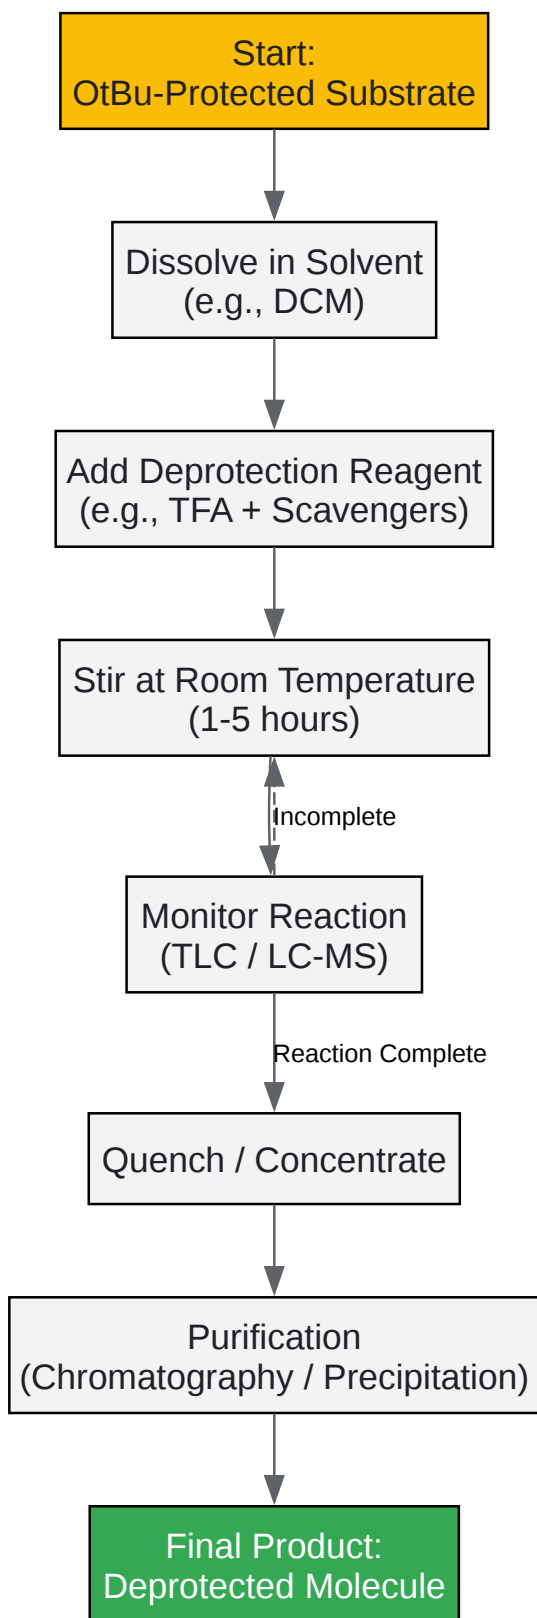 Start:
OtBu-Protected Substrate
Dissolve in Solvent
(e.g., DCM)
Add Deprotection Reagent
(e.g., TFA + Scavengers)
Stir at Room Temperature
(1-5 hours)
Incomplete
Monitor Reaction
(TLC / LC-MS)
Reaction Complete
Quench / Concentrate
Purification
(Chromatography / Precipitation)
Final Product:
Deprotected Molecule